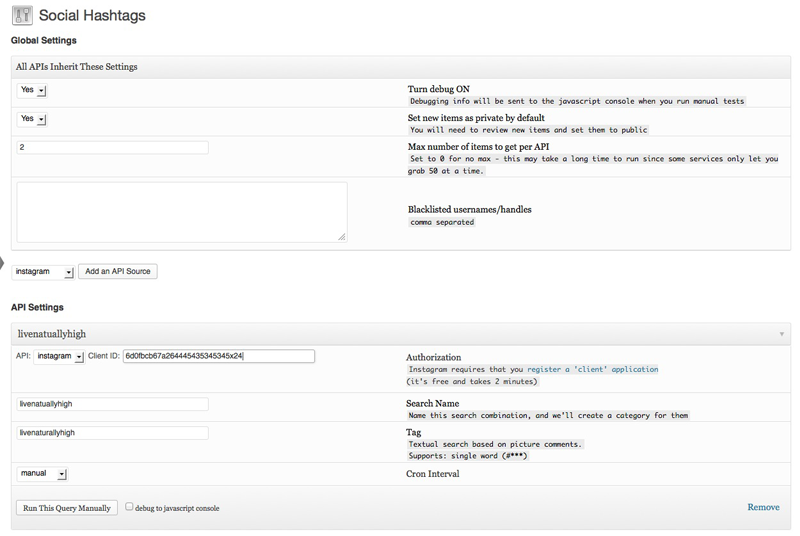 Social Hashtags
Global Settings
All APIs Inherit These Settings
Yes
Turn debug ON
Debugging info will be sent to the javascript console when you run manual tests
Yes
Set new items as private by default
You will need to review new items and set them to public
2
Max number of items to get per API
Set to 0 for no max - this may take a long time to run since some services only let you
grab 50 at a time.
Blacklisted usernames/handles
comma separated
instagram Add an API Source
API Settings
livenatuallyhigh
API: instagram Client ID: 6d0fbcb67a264445435345345x24
Authorization
Instagram requires that you register a 'client' application
(it's free and takes 2 minutes)
livenatuallyhigh
Search Name
Name this search combination, and we'll create a category for them
livenaturallyhigh
Tag
Textual search based on picture comments.
Supports: single word (#***)
manual
Cron Interval
Run This Query Manually debug to javascript console
Remove